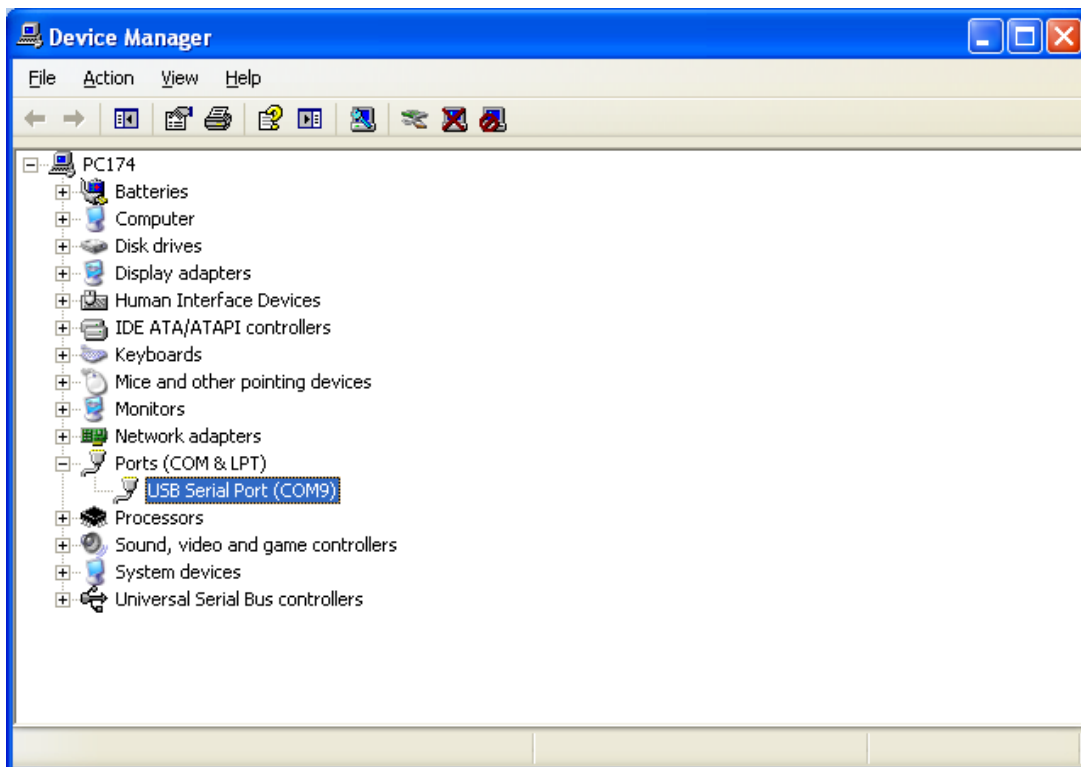 Device Manager
File Action View Help
PC174
Batteries
Computer
Disk drives
Display adapters
Human Interface Devices
IDE ATA/ATAPI controllers
Keyboards
Mice and other pointing devices
Monitors
Network adapters
Ports (COM & LPT)
USB Serial Port (COM9)
Processors
Sound, video and game controllers
System devices
Universal Serial Bus controllers